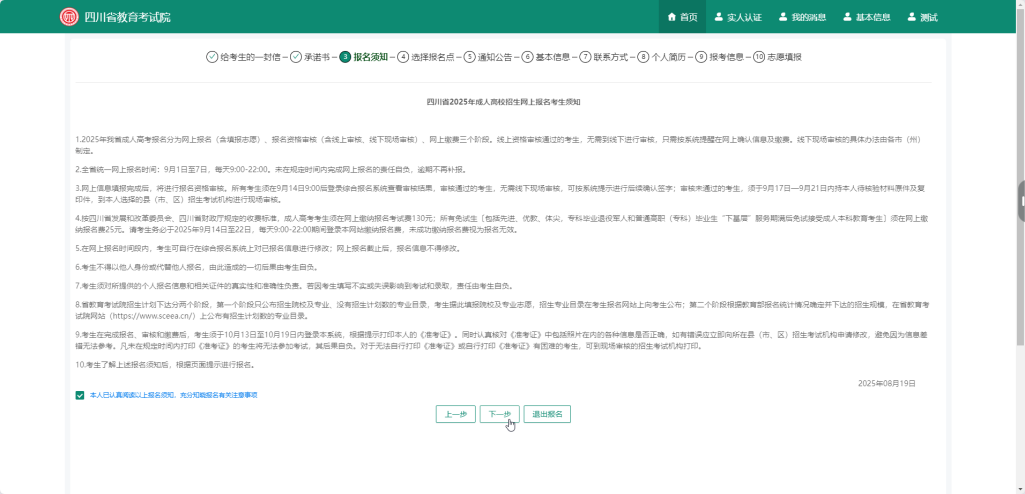 四川省教育考试院
首页 实人认证 我的消息 基本信息 测试
给考生的一封信 – 承诺书 – 3 报名须知 – 4 选择报名点 – 5 通知公告 – 6 基本信息 – 7 联系方式 – 8 个人简历 – 9 报考信息 – 10 志愿填报
四川省2025年成人高校招生网上报名考生须知
1.2025年我省成人高考报名分为网上报名（含填报志愿）、报名资格审核（含线上审核、线下现场审核）、网上缴费三个阶段。线上资格审核通过的考生，无需到线下进行审核，只需按系统提醒在网上确认信息及缴费。线下现场审核的具体办法由各市（州）
制定。
2.全省统一网上报名时间：9月1日至7日，每天9:00-22:00。未在规定时间内完成网上报名的责任自负，逾期不再补报。
3.网上信息填报完成后，将进行报名资格审核。所有考生须在9月14日9:00后登录综合报名系统查看审核结果，审核通过的考生，无需线下现场审核，可按系统提示进行后续确认签字；审核未通过的考生，须于9月17日—9月21日内持本人待核验材料原件及复
印件，到本人选择的县（市、区）招生考试机构进行现场审核。
4.按四川省发展和改革委员会、四川省财政厅规定的收费标准，成人高考考生须在网上缴纳报名考试费130元；所有免试生〔包括先进、优教、体尖、专科毕业退役军人和普通高职（专科）毕业生“下基层”服务期满后免试接受成人本科教育考生〕须在网上缴
纳报名费25元。请考生务必于2025年9月14日至22日，每天9:00-22:00期间登录本网站缴纳报名费，未成功缴纳报名费视为报名无效。
5.在网上报名时间段内，考生可自行在综合报名系统上对已报名信息进行修改；网上报名截止后，报名信息不得修改。
6.考生不得以他人身份或代替他人报名，由此造成的一切后果由考生自负。
7.考生须对所提供的个人报名信息和相关证件的真实性和准确性负责。若因考生填写不实或失误影响到考试和录取，责任由考生自负。
8.省教育考试院招生计划下达分两个阶段，第一个阶段只公布招生院校及专业，没有招生计划数的专业目录，考生据此填报院校及专业志愿，招生专业目录在考生报名网站上向考生公布；第二个阶段根据教育部报名统计情况确定并下达的招生规模，在省教育考
试院网站（https://www.sceea.cn/）上公布有招生计划数的专业目录。
9.考生在完成报名、审核和缴费后，考生须于10月13日至10月19日内登录本系统，根据提示打印本人的《准考证》。同时认真核对《准考证》中包括照片在内的各种信息是否正确，如有错误应立即向所在县（市、区）招生考试机构申请修改，避免因为信息差
错无法参考。凡未在规定时间内打印《准考证》的考生将无法参加考试，其后果自负。对于无法自行打印《准考证》或自行打印《准考证》有困难的考生，可到现场审核的招生考试机构打印。
10.考生了解上述报名须知后，根据页面提示进行报名。
2025年08月19日
本人已认真阅读以上报名须知，充分知晓报名有关注意事项
上一步 下一步 退出报名